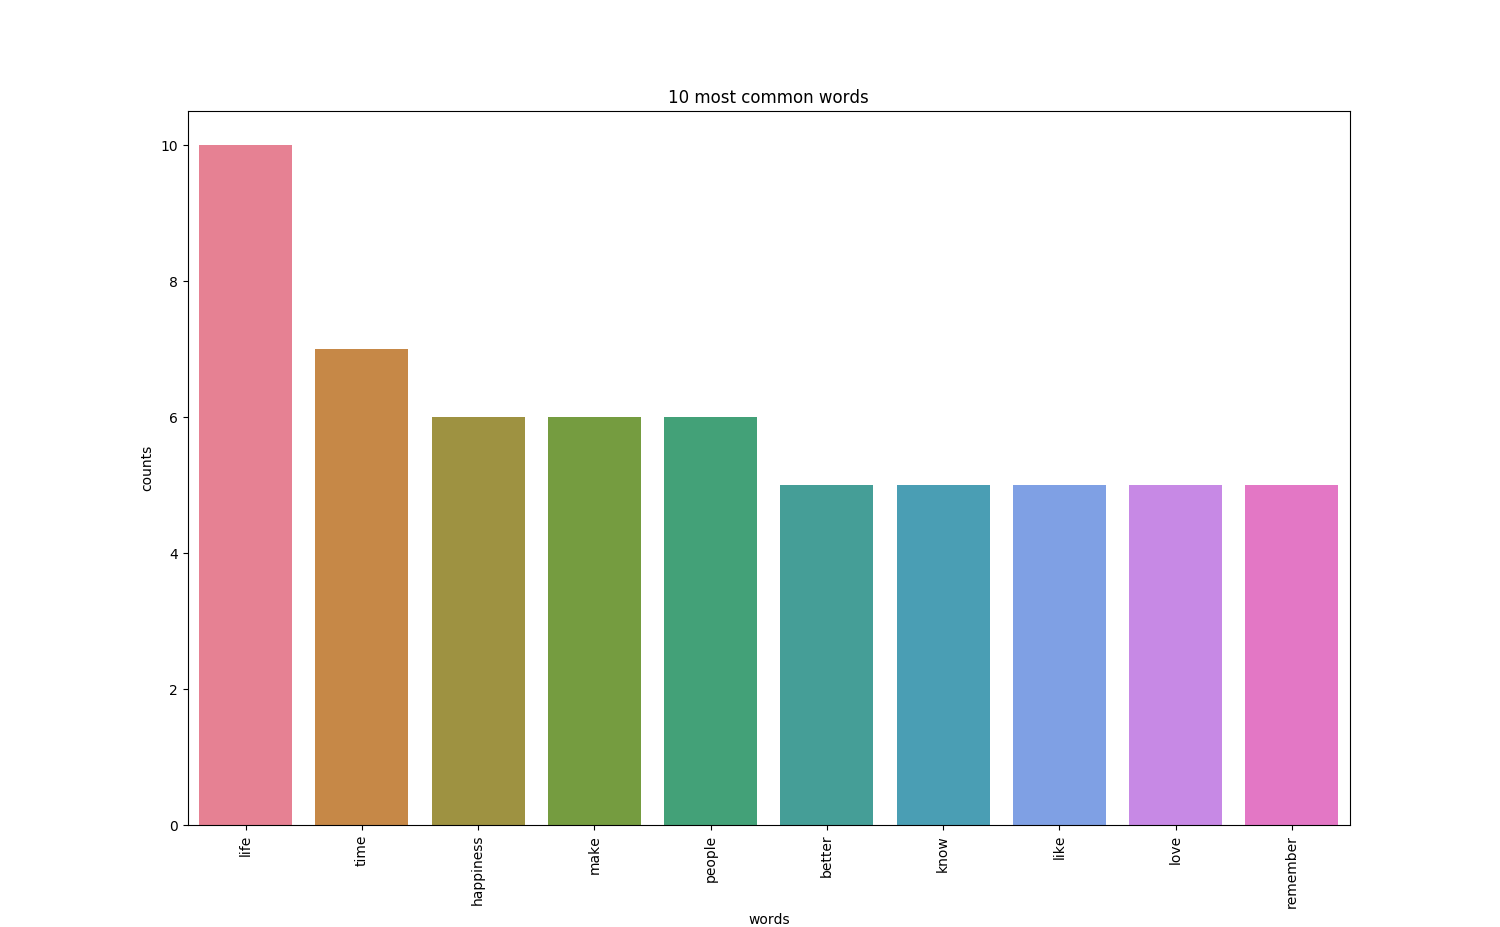 10 most common words
10
8
6
4
2
0
counts
life
time
happiness
make
people
better
know
like
love
remember
words